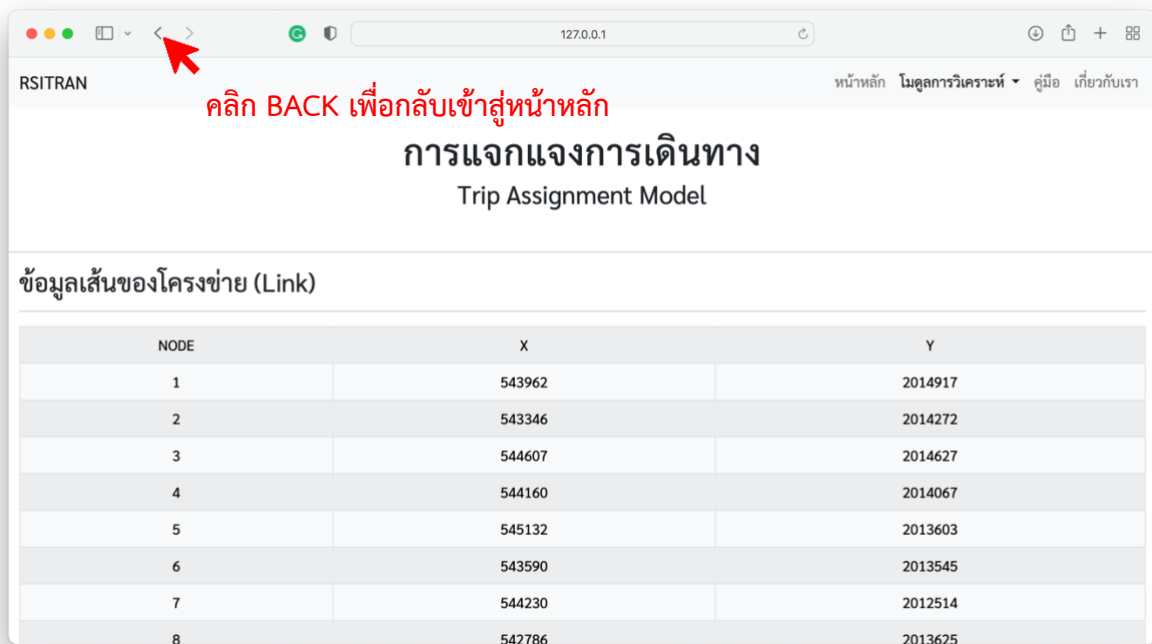 127.0.0.1
RSITRAN
หน้าหลัก โมดูลการวิเคราะห์ คู่มือ เกี่ยวกับเรา
คลิก BACK เพื่อกลับเข้าสู่หน้าหลัก
การแจกแจงการเดินทาง
Trip Assignment Model
ข้อมูลเส้นของโครงข่าย (Link)
NODE X Y
1 543962 2014917
2 543346 2014272
3 544607 2014627
4 544160 2014067
5 545132 2013603
6 543590 2013545
7 544230 2012514
8 542786 2013625